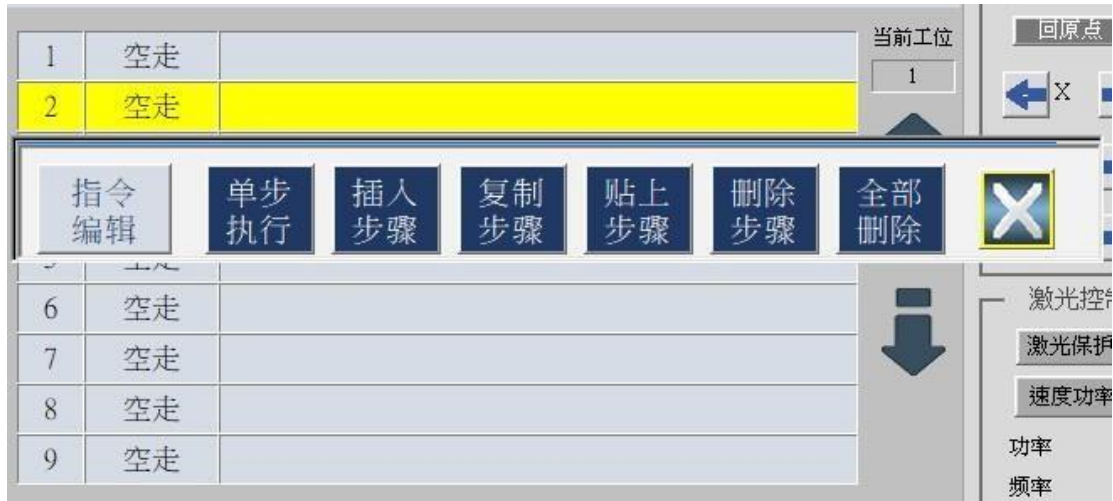 1 空走
当前工位
1
2 空走
回原点
X
指令
编辑
单步
执行
插入
步骤
复制
步骤
贴上
步骤
删除
步骤
全部
删除
6 空走
7 空走
8 空走
9 空走
激光控
激光保护
速度功率
功率
频率